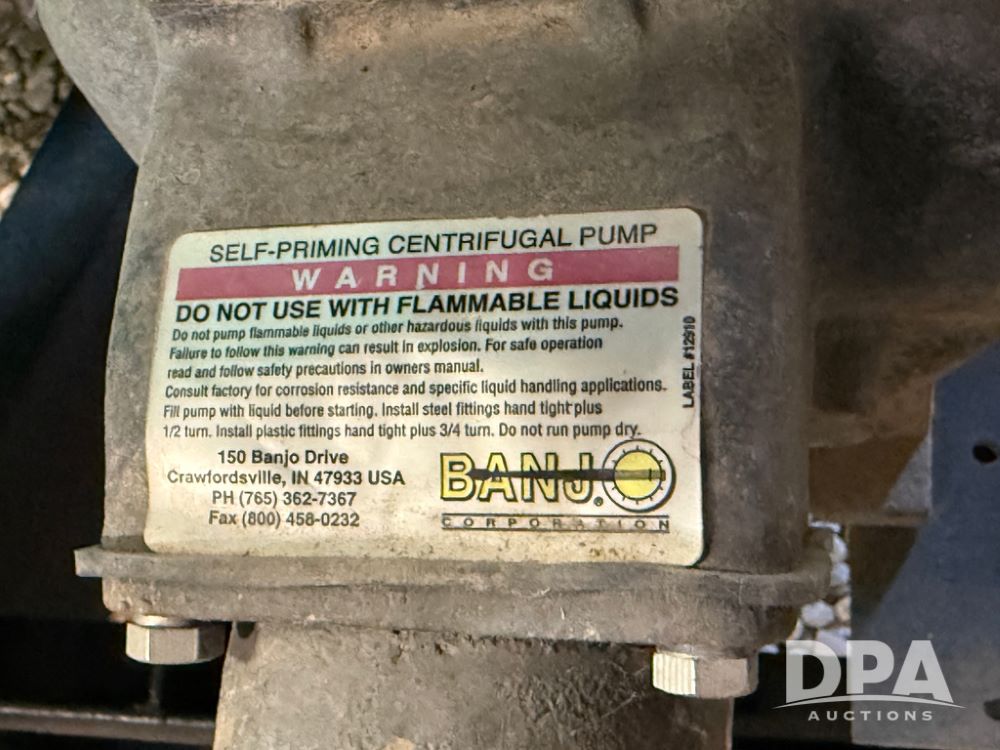 SELF-PRIMING CENTRIFUGAL PUMP
WARNING
DO NOT USE WITH FLAMMABLE LIQUIDS
Do not pump flammable liquids or other hazardous liquids with this pump.
Failure to follow this warning can result in explosion. For safe operation
read and follow safety precautions in owners manual.
Consult factory for corrosion resistance and specific liquid handling applications.
Fill pump with liquid before starting. Install steel fittings hand tight plus
1/2 turn. Install plastic fittings hand tight plus 3/4 turn. Do not run pump dry.
LABEL #12910
150 Banjo Drive
Crawfordsville, IN 47933 USA
PH (765) 362-7367
Fax (800) 458-0232
BANJO®
CORPORATION
DPA
AUCTIONS